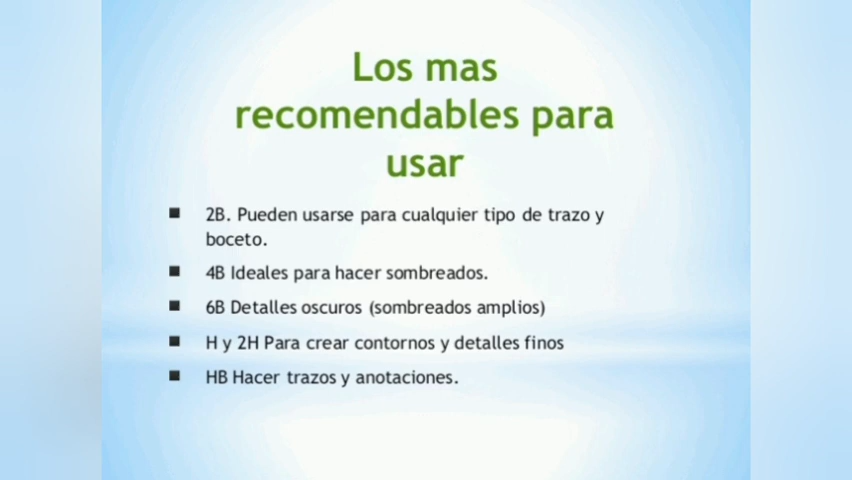 Los mas
recomendables para
usar
■ 2B. Pueden usarse para cualquier tipo de trazo y
boceto.
■ 4B Ideales para hacer sombreados.
■ 6B Detalles oscuros (sombreados amplios)
■ H y 2H Para crear contornos y detalles finos
■ HB Hacer trazos y anotaciones.